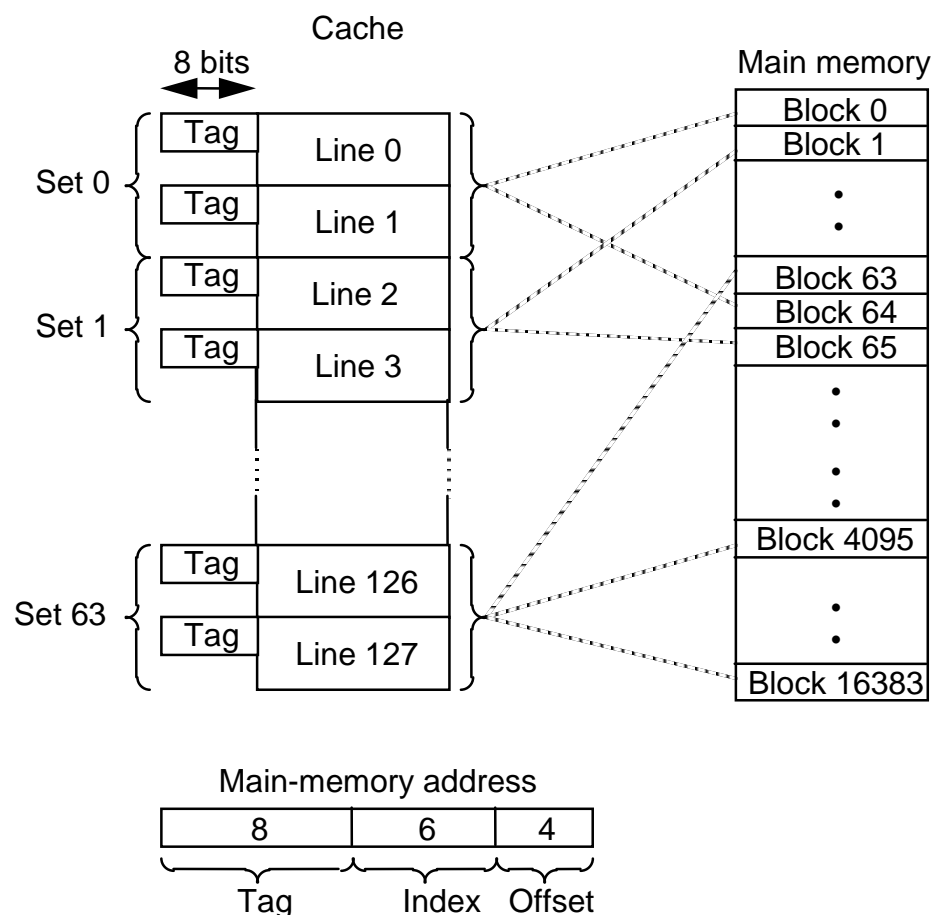 Cache
8 bits
Main memory
Set 0
Tag
Line 0
Tag
Line 1
Set 1
Tag
Line 2
Tag
Line 3
Set 63
Tag
Line 126
Tag
Line 127
Block 0
Block 1
Block 63
Block 64
Block 65
Block 4095
Block 16383
Main-memory address
8 6 4
Tag Index Offset